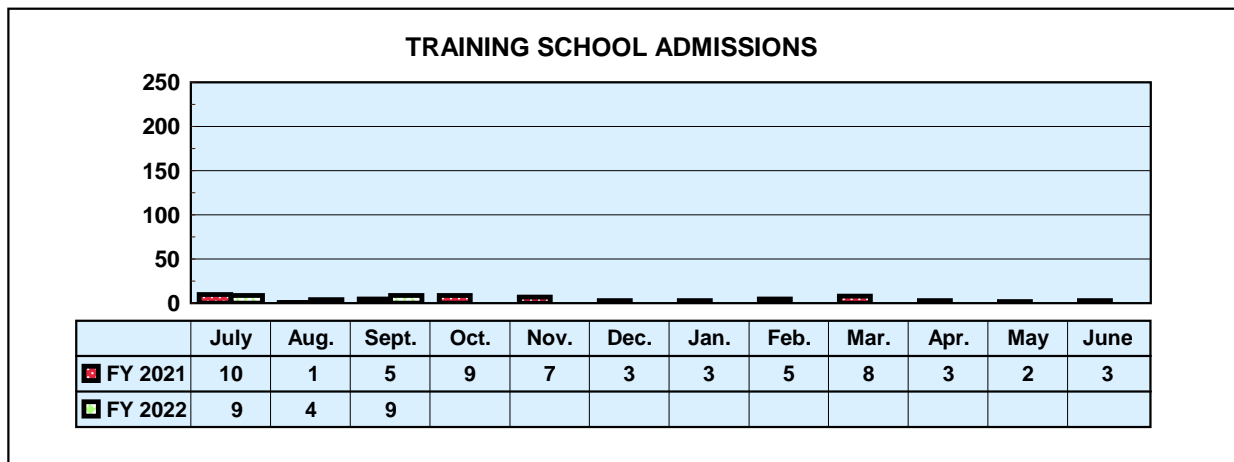 TRAINING SCHOOL ADMISSIONS
250
200
150
100
50
0
July Aug. Sept. Oct. Nov. Dec. Jan. Feb. Mar. Apr. May June
FY 2021 10 1 5 9 7 3 3 5 8 3 2 3
FY 2022 9 4 9